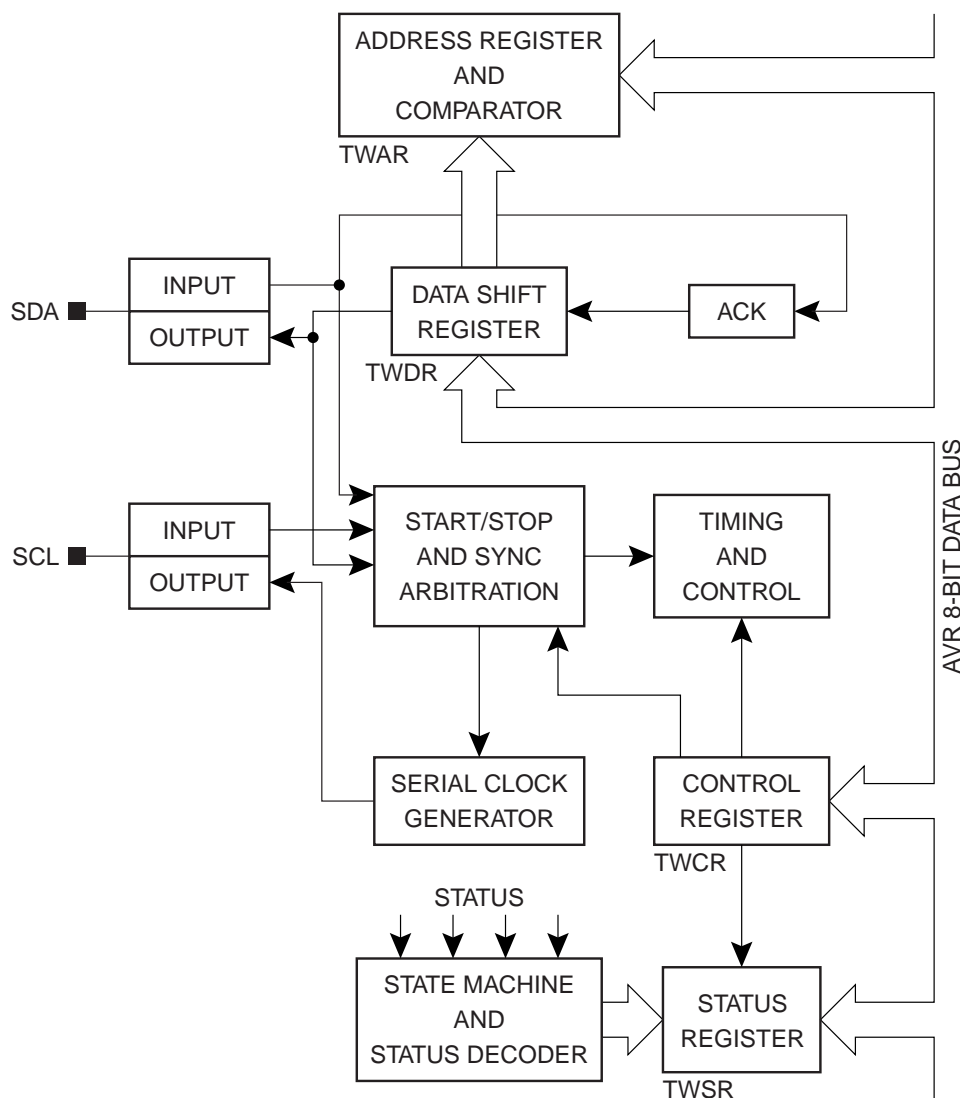 ADDRESS REGISTER
AND
COMPARATOR
TWAR
INPUT
SDA
OUTPUT
DATA SHIFT
REGISTER
TWDR
ACK
INPUT
SCL
OUTPUT
START/STOP
AND SYNC
ARBITRATION
TIMING
AND
CONTROL
AVR 8-BIT DATA BUS
SERIAL CLOCK
GENERATOR
CONTROL
REGISTER
TWCR
STATUS
STATE MACHINE
AND
STATUS DECODER
STATUS
REGISTER
TWSR